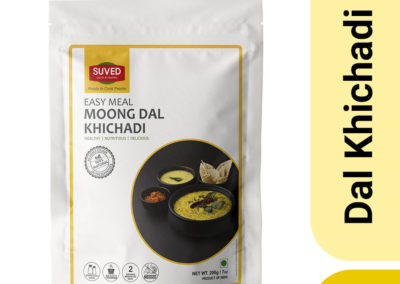 SUVED
Ready to Cook Premix
EASY MEAL
MOONG DAL
KHICHADI
HEALTHY | NUTRITIOUS | DELICIOUS
NET WT. 200g / 7oz
PRODUCT OF INDIA
Dal Khichadi